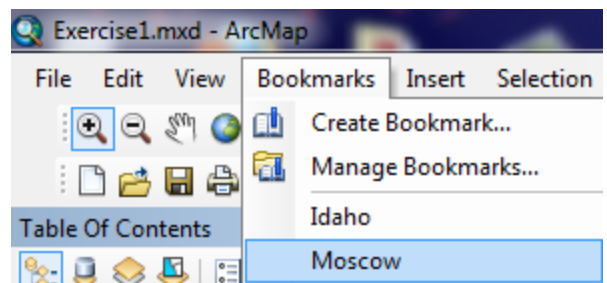 Exercise1.mxd - ArcMap
File Edit View Bookmarks Insert Selection
Create Bookmark...
Manage Bookmarks...
Table Of Contents
Idaho
Moscow